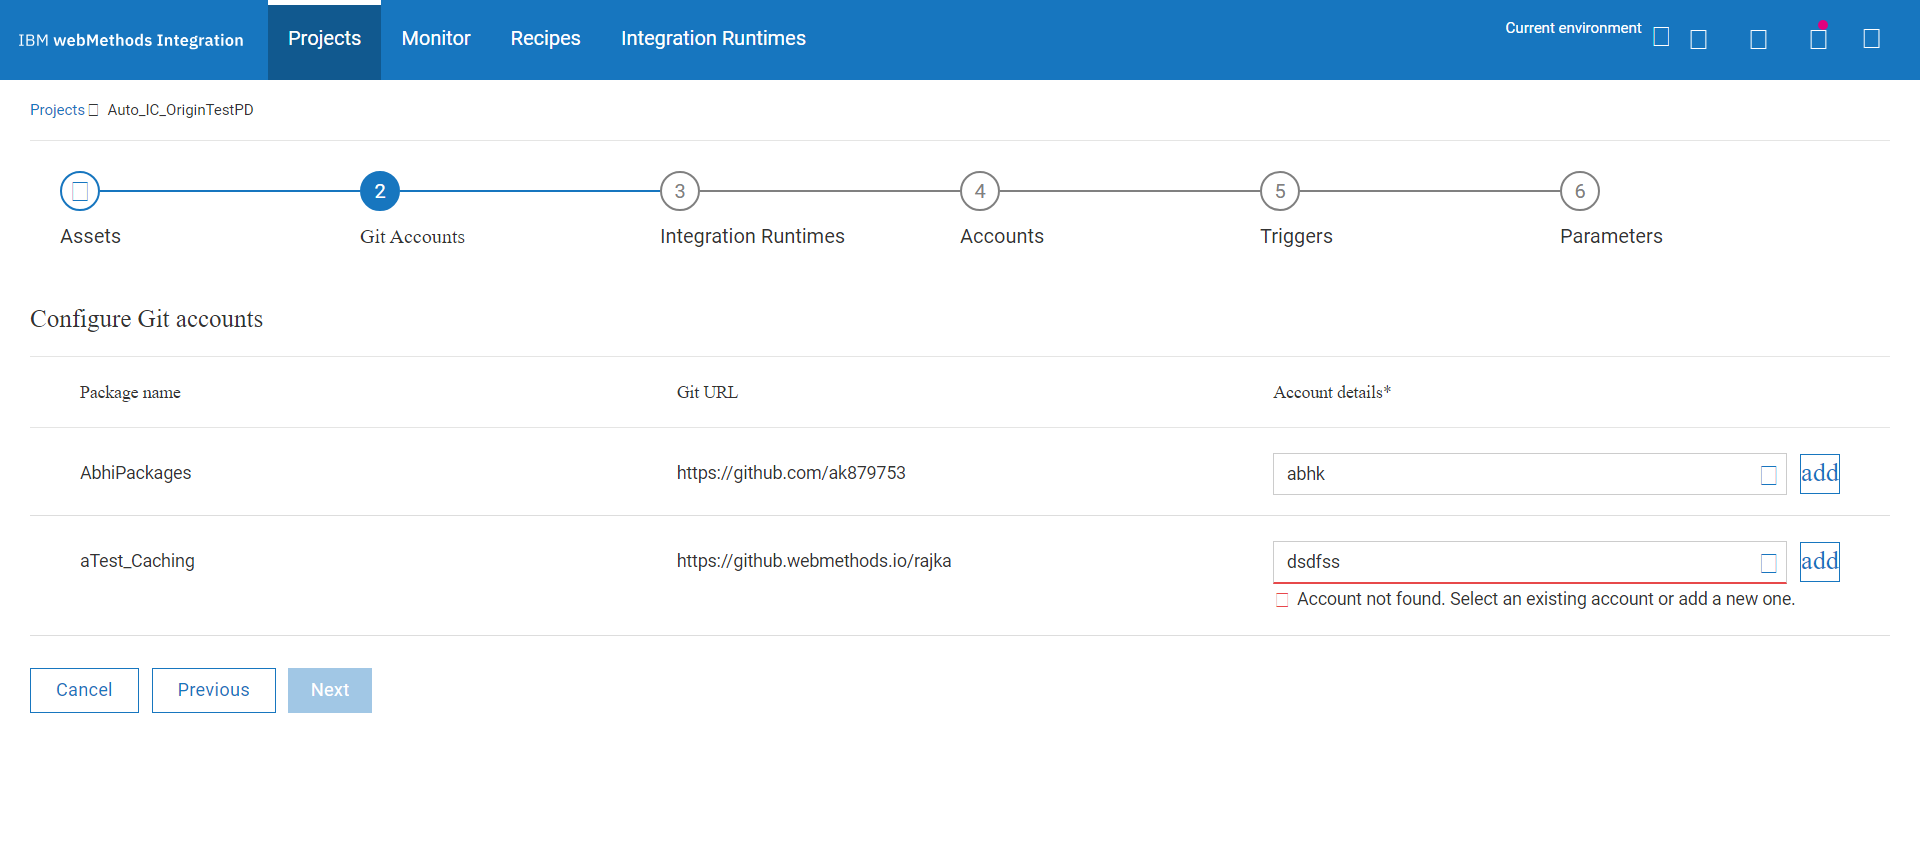 IBM webMethods Integration Projects Monitor Recipes Integration Runtimes Current environment
Projects Auto_IC_OriginTestPD
2 3 4 5 6
Assets Git Accounts Integration Runtimes Accounts Triggers Parameters
Configure Git accounts
Package name Git URL Account details*
AbhiPackages https://github.com/ak879753 abhk add
aTest_Caching https://github.webmethods.io/rajka dsdfss add
Account not found. Select an existing account or add a new one.
Cancel Previous Next